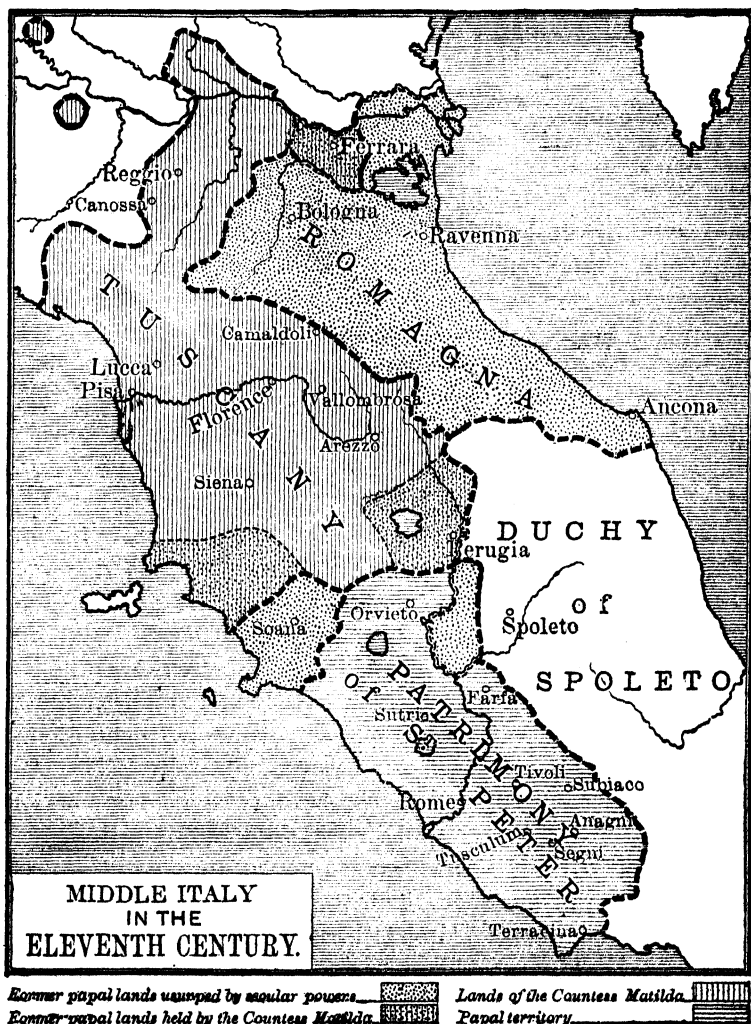 Ferrara
Reggio
Canossa
Bologna
Ravenna
ROMAGNA
TUSCANY
Camaldoli
Lucca
Pisa
Florence
Vallombrosa
Ancona
Arezzo
Siena
DUCHY
of
SPOLETO
Perugia
Orvieto
Spoleto
Soana
PATRIMONY
of
S.
PETER
Farfa
Sutri
Tivoli
Subiaco
Rome
Anagni
Tusculum
Segni
Terracina
MIDDLE ITALY
IN THE
ELEVENTH CENTURY.
Former papal lands usurped by secular powers
Former papal lands held by the Countess Matilda
Lands of the Countess Matilda
Papal territory